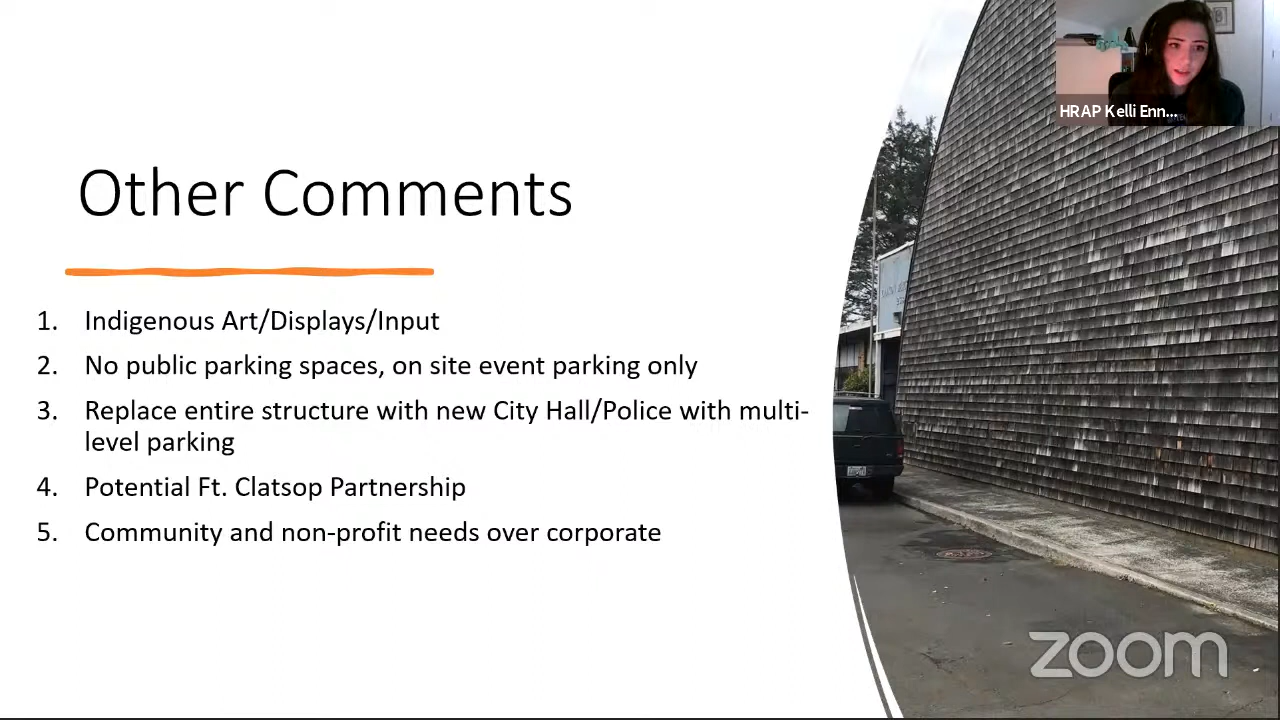 HRAP Kelli Enn...
Other Comments
1. Indigenous Art/Displays/Input
2. No public parking spaces, on site event parking only
3. Replace entire structure with new City Hall/Police with multi-
level parking
4. Potential Ft. Clatsop Partnership
5. Community and non-profit needs over corporate
zoom